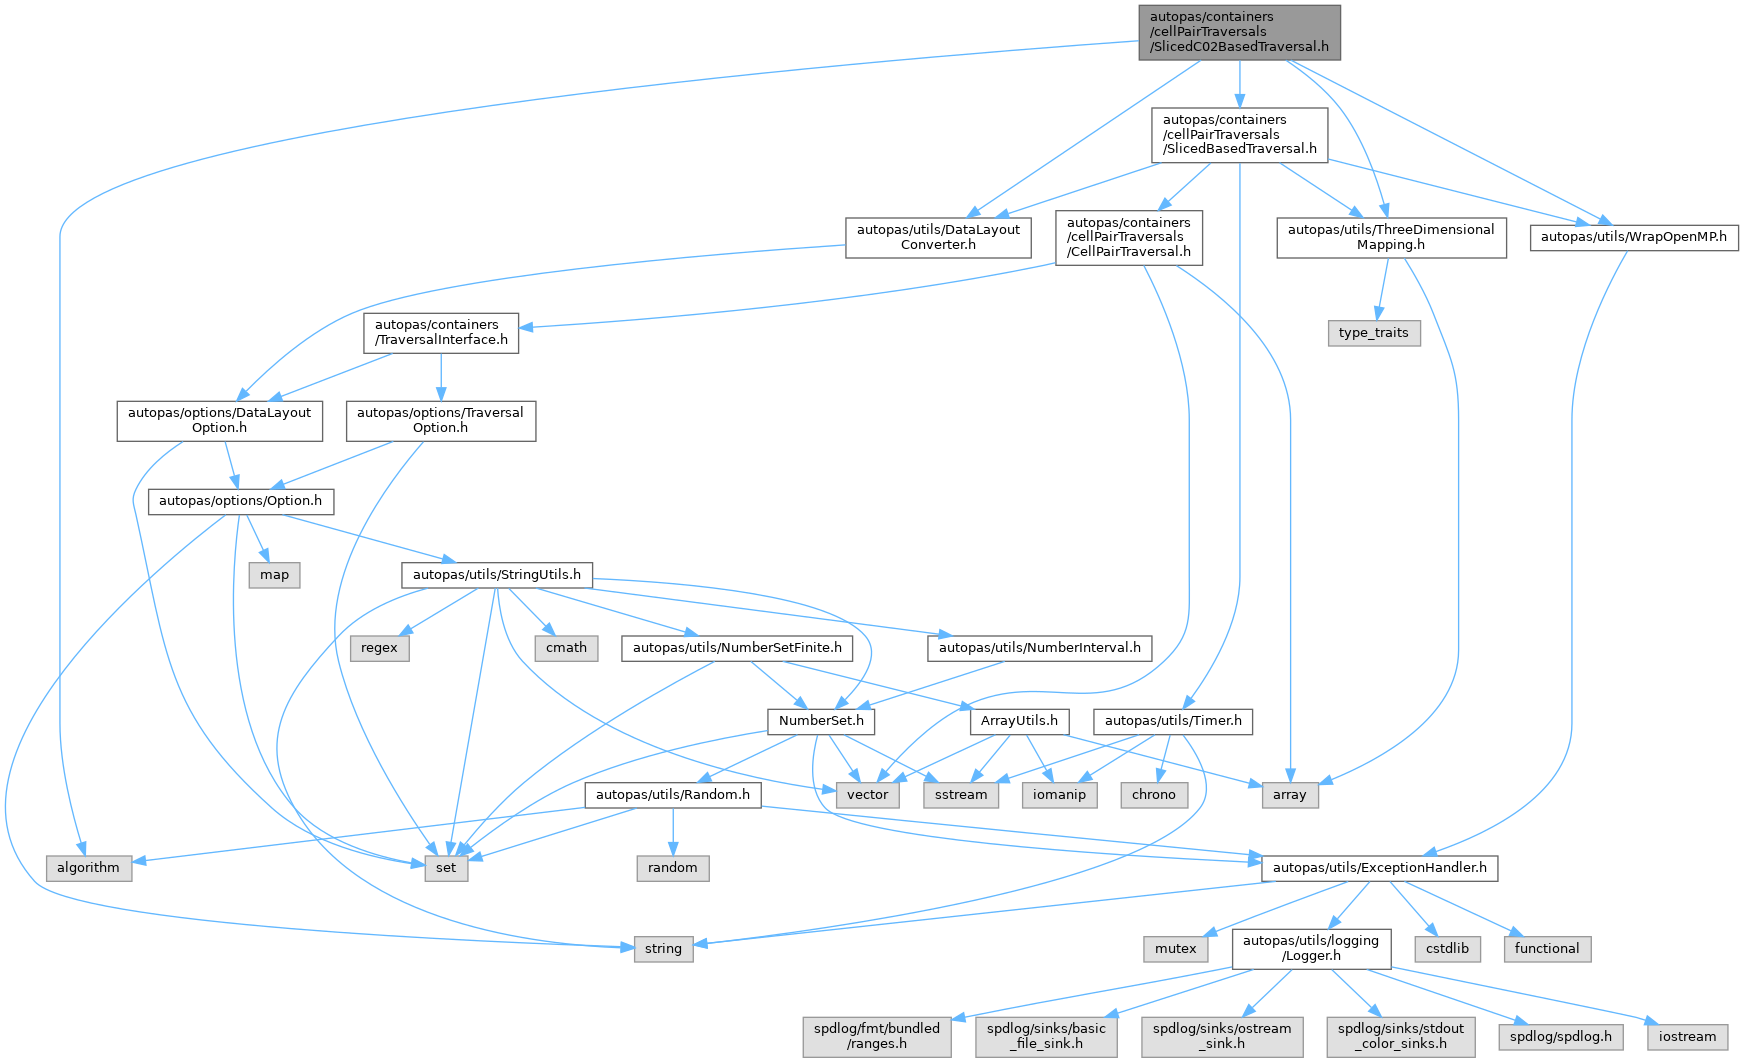 autopas/containers
/cellPairTraversals
/SlicedC02BasedTraversal.h
autopas/containers
/cellPairTraversals
/SlicedBasedTraversal.h
autopas/utils/DataLayout
Converter.h
autopas/containers
/cellPairTraversals
/CellPairTraversal.h
autopas/utils/ThreeDimensional
Mapping.h
autopas/utils/WrapOpenMP.h
autopas/containers
/TraversalInterface.h
type_traits
autopas/options/DataLayout
Option.h
autopas/options/Traversal
Option.h
autopas/options/Option.h
map
autopas/utils/StringUtils.h
regex
cmath
autopas/utils/NumberSetFinite.h
autopas/utils/NumberInterval.h
NumberSet.h
ArrayUtils.h
autopas/utils/Timer.h
autopas/utils/Random.h
vector
sstream
iomanip
chrono
array
algorithm
set
random
autopas/utils/ExceptionHandler.h
string
mutex
autopas/utils/logging
/Logger.h
cstdlib
functional
spdlog/fmt/bundled
/ranges.h
spdlog/sinks/basic
_file_sink.h
spdlog/sinks/ostream
_sink.h
spdlog/sinks/stdout
_color_sinks.h
spdlog/spdlog.h
iostream